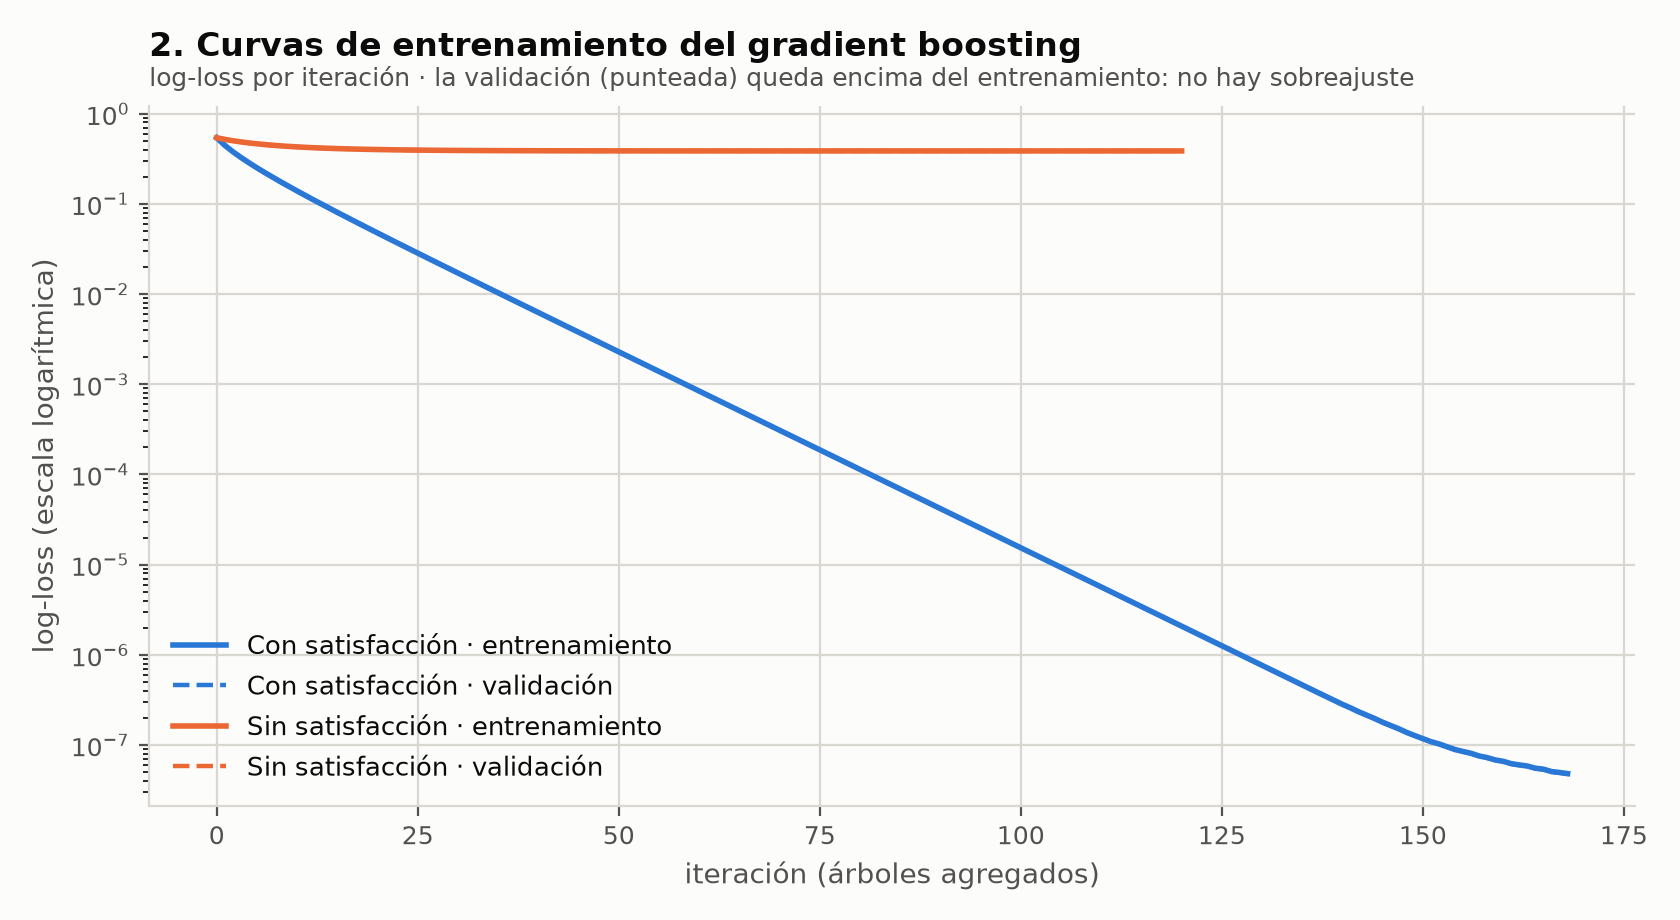 2. Curvas de entrenamiento del gradient boosting
log-loss por iteración · la validación (punteada) queda encima del entrenamiento: no hay sobreajuste
log-loss (escala logarítmica)
10⁰
10⁻¹
10⁻²
10⁻³
10⁻⁴
10⁻⁵
10⁻⁶
10⁻⁷
Con satisfacción · entrenamiento
Con satisfacción · validación
Sin satisfacción · entrenamiento
Sin satisfacción · validación
0 25 50 75 100 125 150 175
iteración (árboles agregados)